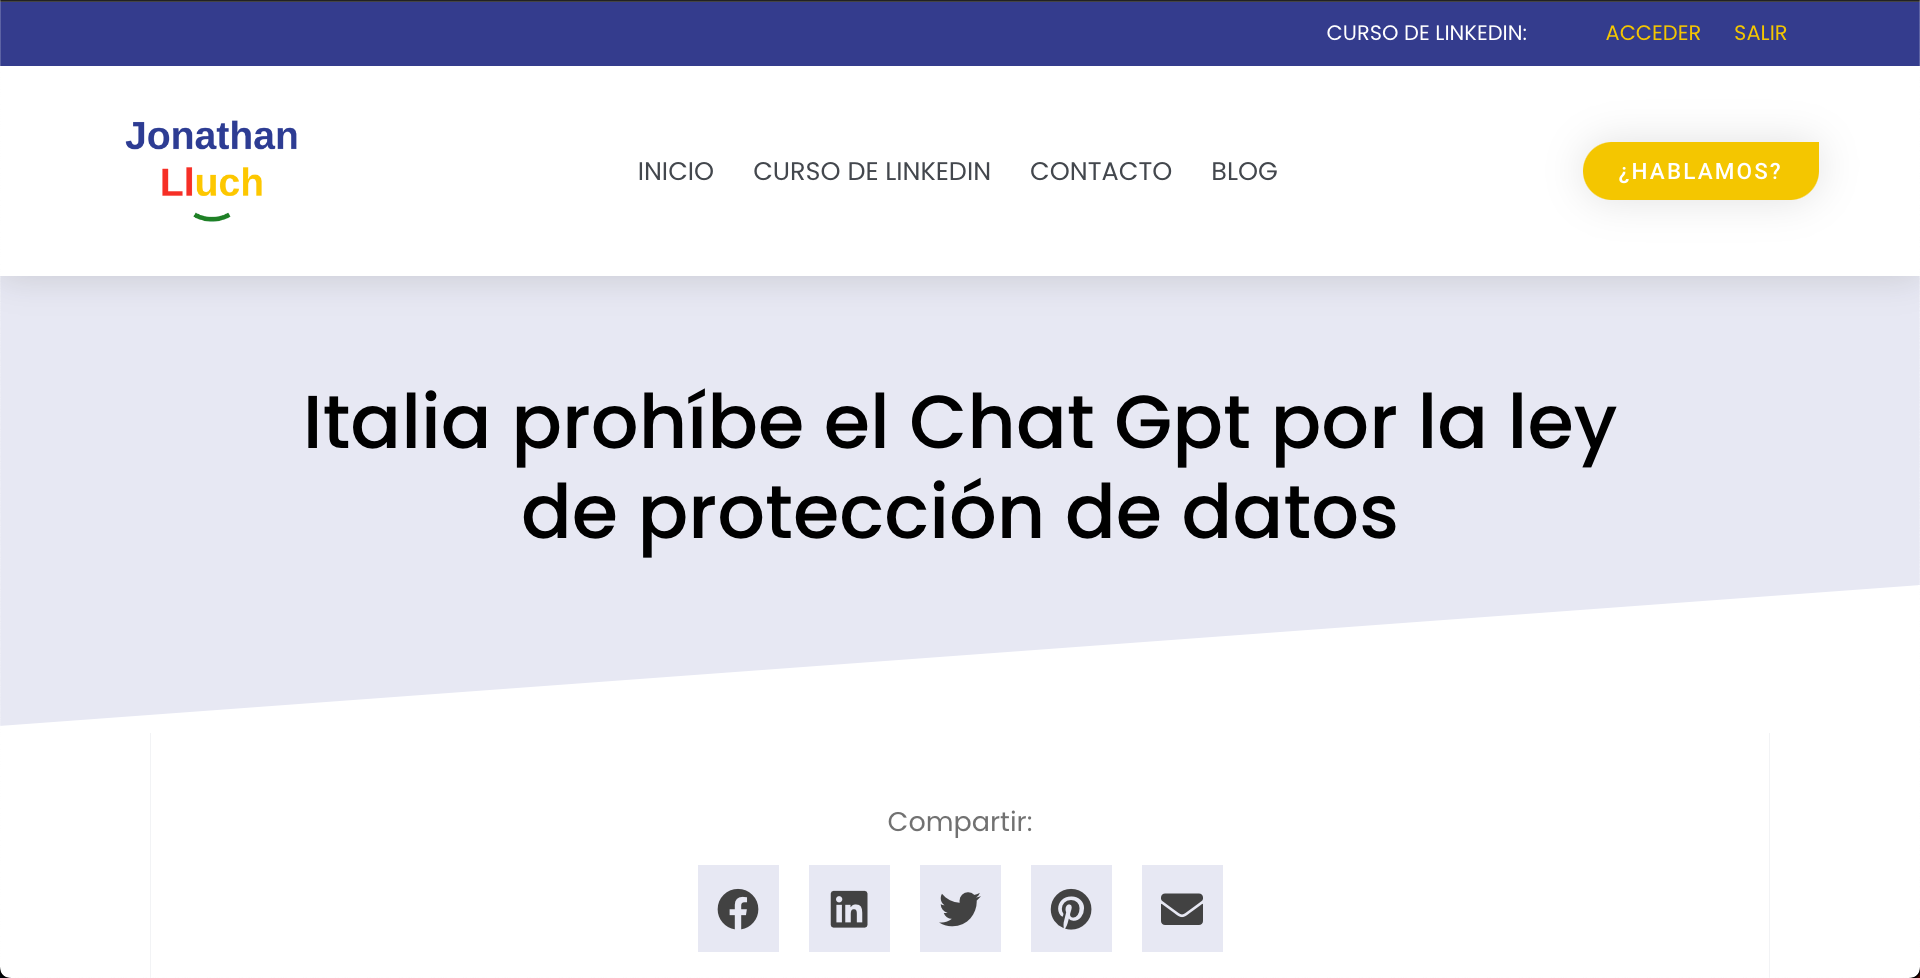 CURSO DE LINKEDIN: ACCEDER SALIR
Jonathan
Lluch
INICIO CURSO DE LINKEDIN CONTACTO BLOG
¿HABLAMOS?
Italia prohíbe el Chat Gpt por la ley
de protección de datos
Compartir: